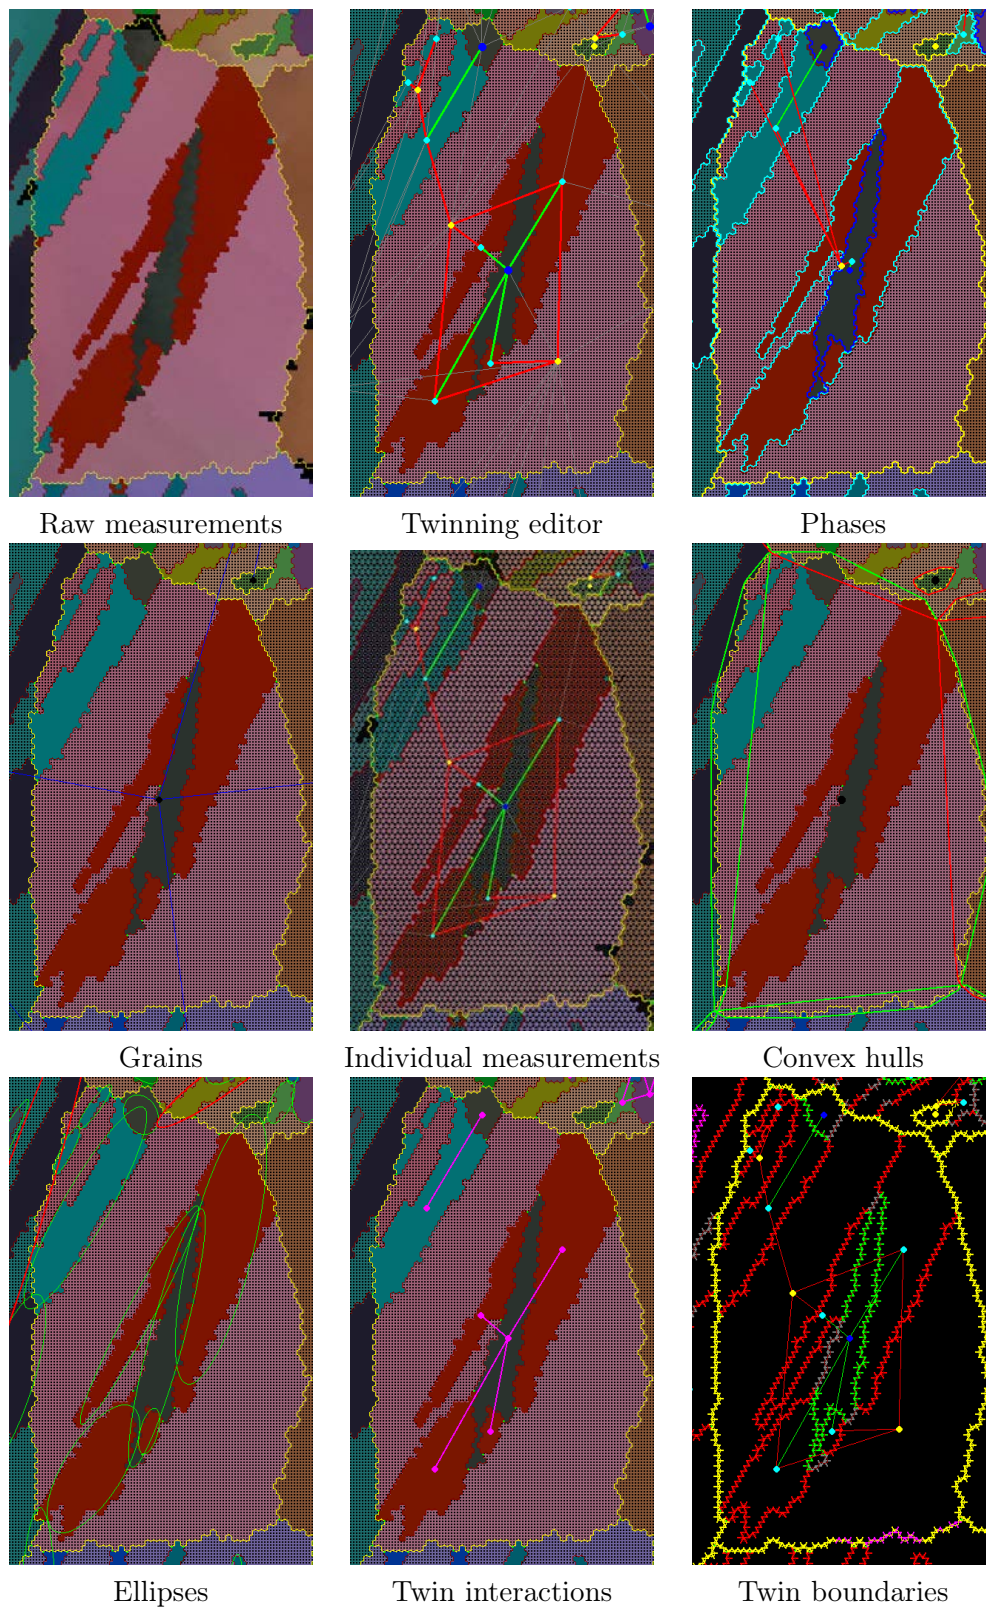 Raw measurements
Twinning editor
Phases
Grains
Individual measurements
Convex hulls
Ellipses
Twin interactions
Twin boundaries